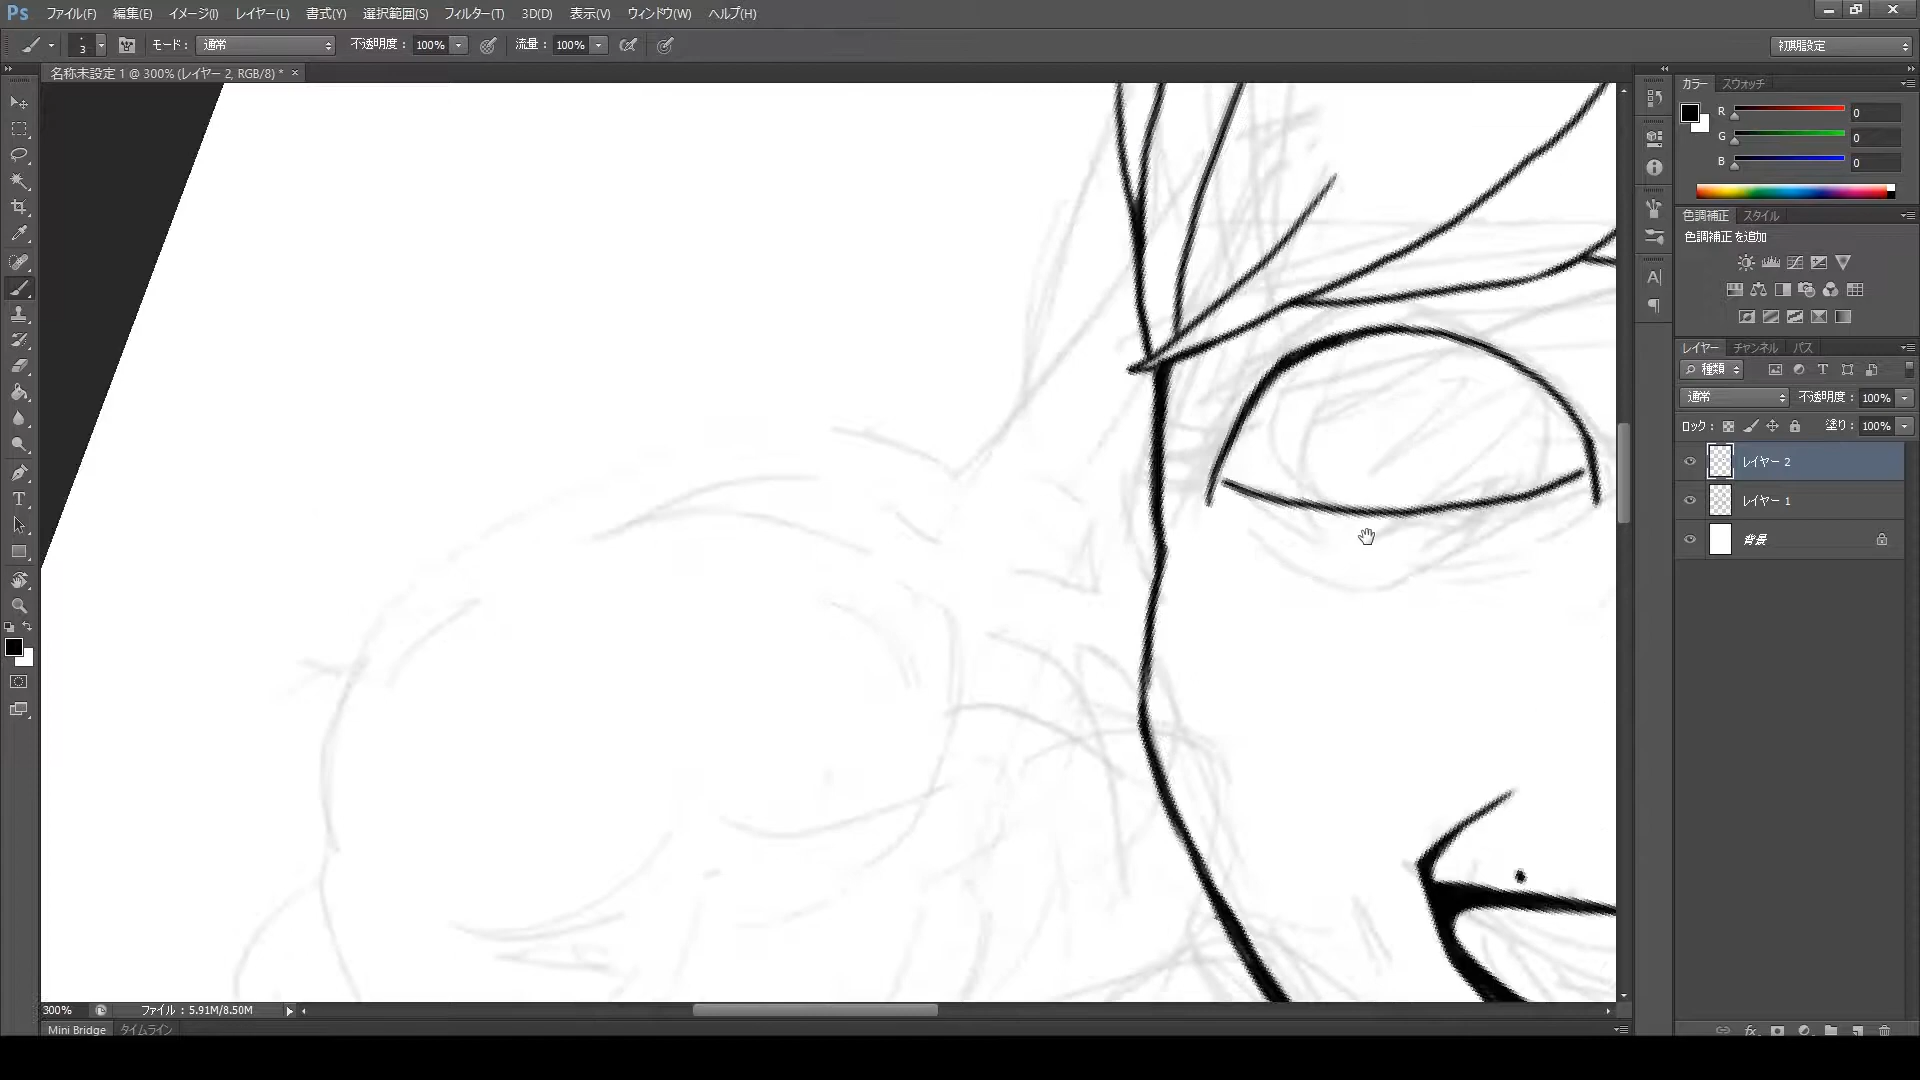 Ps ファイル(F) 編集(E) イメージ(I) レイヤー(L) 書式(Y) 選択範囲(S) フィルター(T) 3D(D) 表示(V) ウィンドウ(W) ヘルプ(H)
3 モード : 通常 不透明度 : 100% 流量 : 100% 初期設定
名称未設定 1 @ 300% (レイヤー 2, RGB/8) * ×
カラー スウォッチ
R 0
G 0
B 0
色調補正 スタイル
色調補正を追加
レイヤー チャンネル パス
種類
通常 不透明度 : 100%
ロック : 塗り : 100%
レイヤー 2
レイヤー 1
背景
300% ファイル : 5.91M/8.50M
Mini Bridge タイムライン